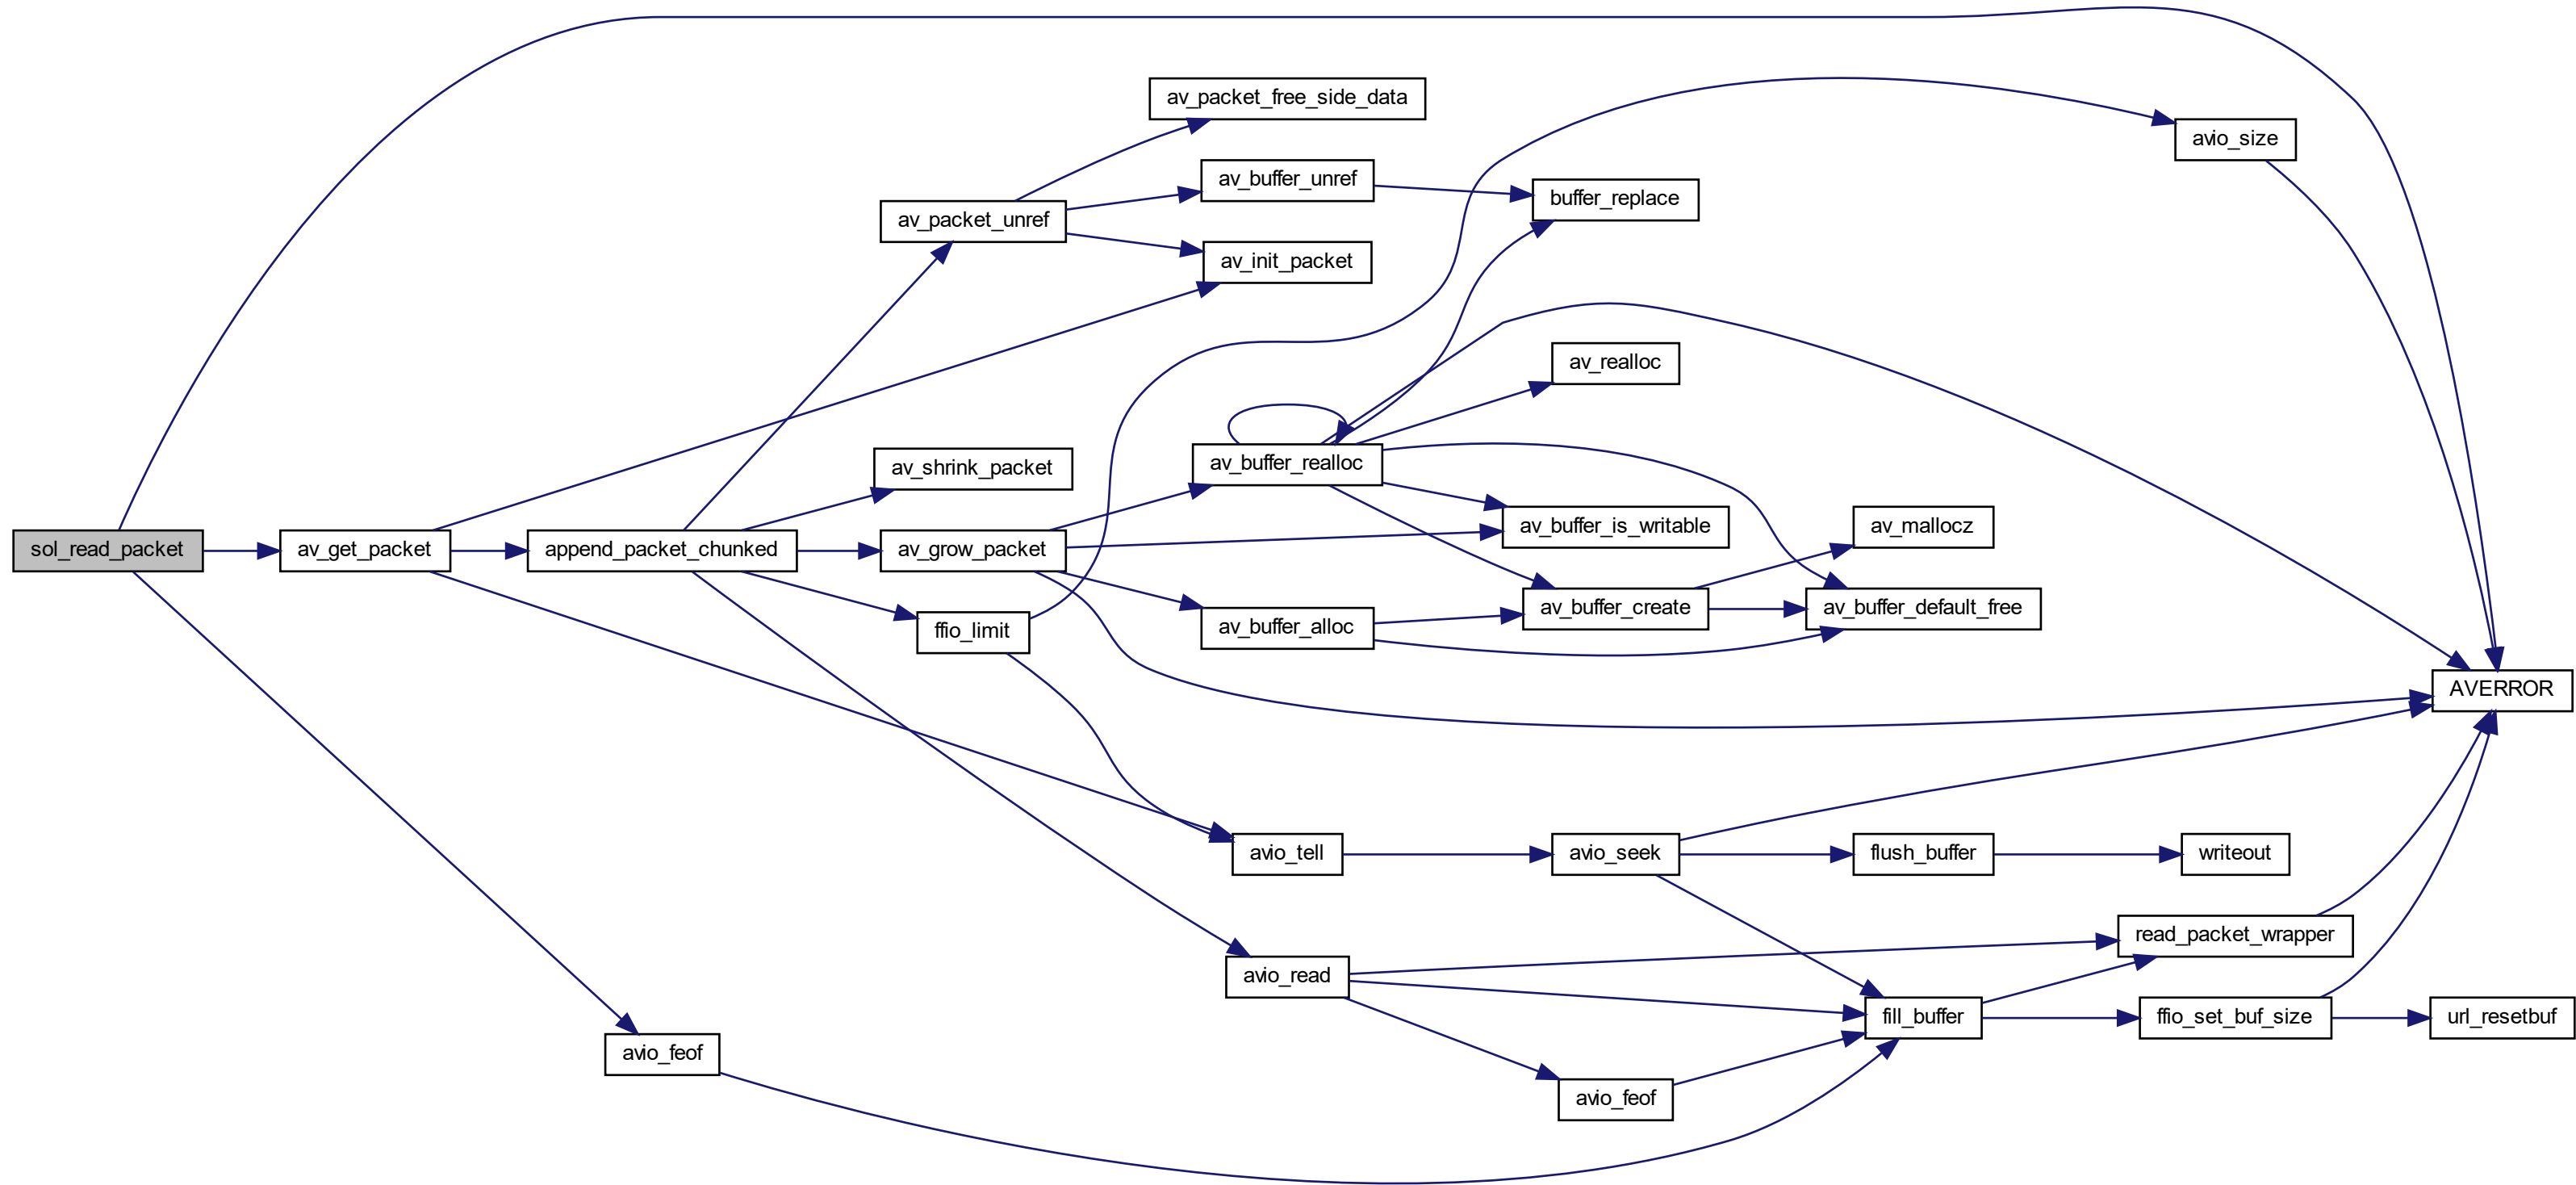 av_packet_free_side_data
avio_size
av_buffer_unref
buffer_replace
av_packet_unref
av_init_packet
av_realloc
av_buffer_realloc
av_shrink_packet
av_buffer_is_writable
av_mallocz
sol_read_packet
av_get_packet
append_packet_chunked
av_grow_packet
av_buffer_create
av_buffer_default_free
av_buffer_alloc
ffio_limit
AVERROR
avio_tell
avio_seek
flush_buffer
writeout
read_packet_wrapper
avio_read
fill_buffer
ffio_set_buf_size
url_resetbuf
avio_feof
avio_feof